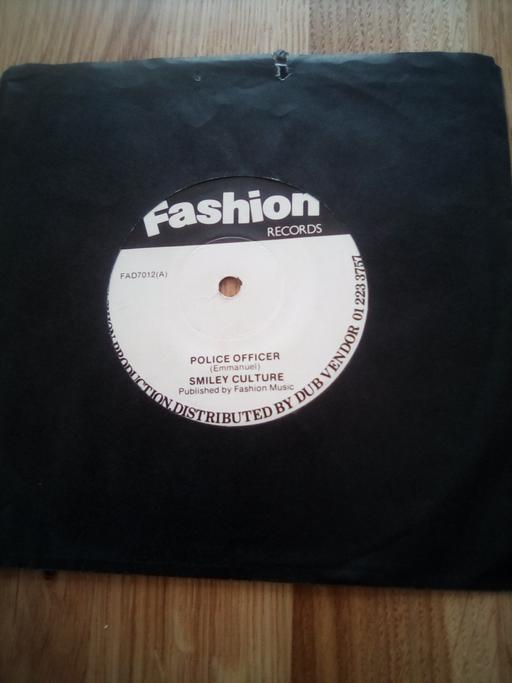 Fashion
RECORDS
FAD7012(A)
POLICE OFFICER
(Emmanuel)
SMILEY CULTURE
Published by Fashion Music
PRODUCTION. DISTRIBUTED BY DUB VENDOR 01 223 3757